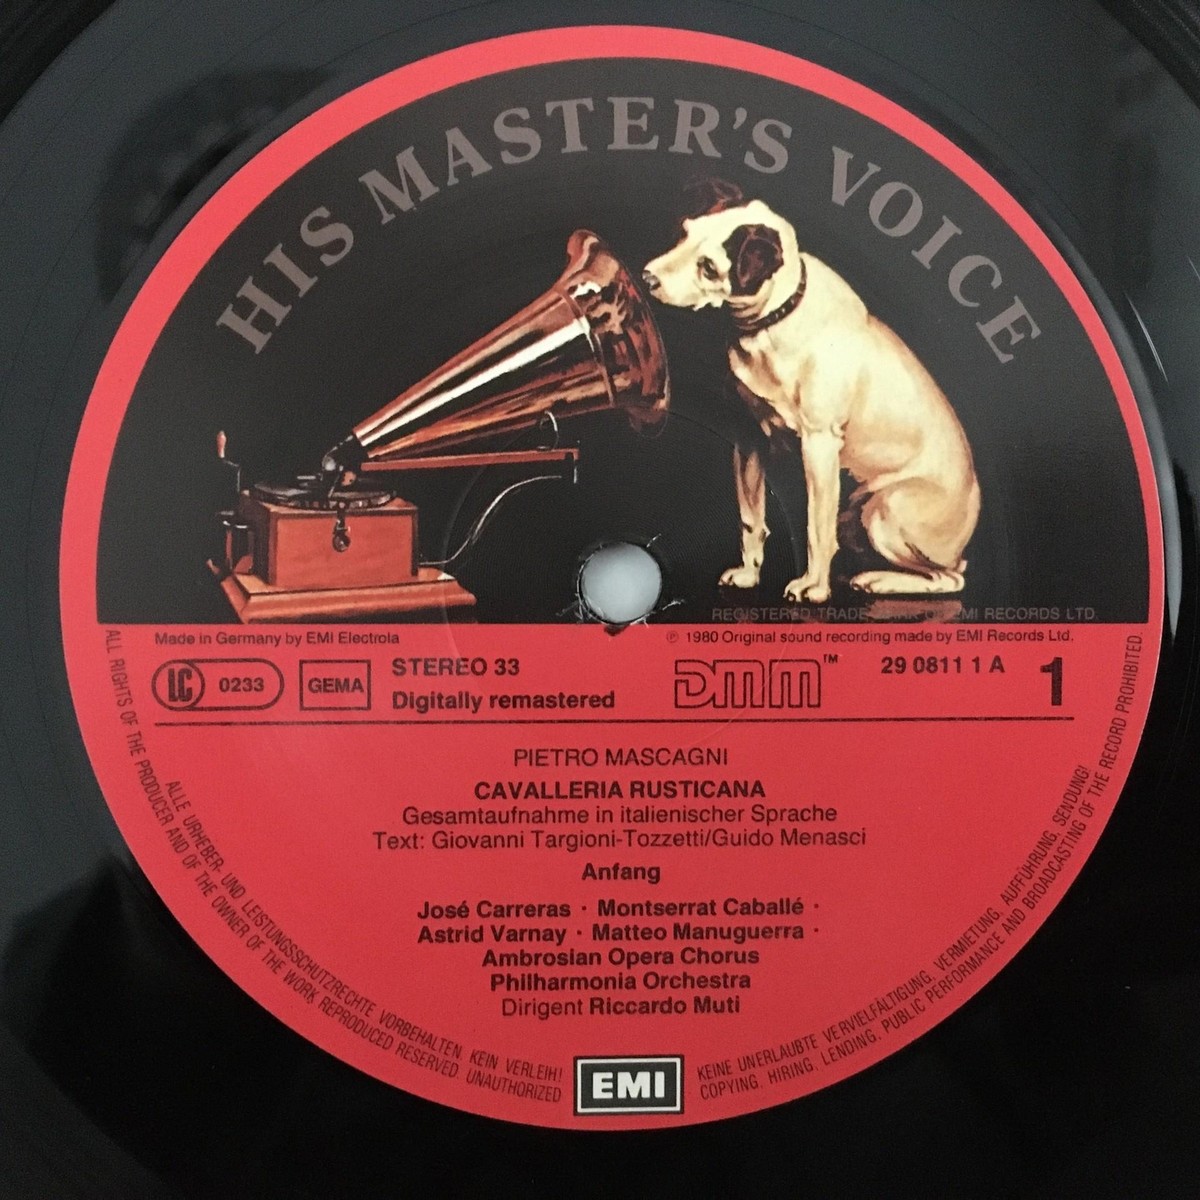 HIS MASTER'S VOICE
REGISTERED TRADE MARK OF EMI RECORDS LTD.
Made in Germany by EMI Electrola
℗ 1980 Original sound recording made by EMI Records Ltd.
LC 0233
GEMA
STEREO 33
Digitally remastered
DMM™
29 0811 1 A
1
PIETRO MASCAGNI
CAVALLERIA RUSTICANA
Gesamtaufnahme in italienischer Sprache
Text: Giovanni Targioni-Tozzetti/Guido Menasci
Anfang
José Carreras · Montserrat Caballé ·
Astrid Varnay · Matteo Manuguerra ·
Ambrosian Opera Chorus
Philharmonia Orchestra
Dirigent Riccardo Muti
ALLE URHEBER- UND LEISTUNGSSCHUTZRECHTE VORBEHALTEN. KEIN VERLEIH!
KEINE UNERLAUBTE VERVIELFÄLTIGUNG, VERMIETUNG, AUFFÜHRUNG, SENDUNG!
ALL RIGHTS OF THE PRODUCER AND OF THE OWNER OF THE WORK REPRODUCED RESERVED. UNAUTHORIZED
COPYING, HIRING, LENDING, PUBLIC PERFORMANCE AND BROADCASTING OF THE RECORD PROHIBITED.
EMI